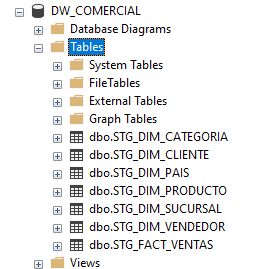 DW_COMERCIAL
Database Diagrams
Tables
System Tables
FileTables
External Tables
Graph Tables
dbo.STG_DIM_CATEGORIA
dbo.STG_DIM_CLIENTE
dbo.STG_DIM_PAIS
dbo.STG_DIM_PRODUCTO
dbo.STG_DIM_SUCURSAL
dbo.STG_DIM_VENDEDOR
dbo.STG_FACT_VENTAS
Views